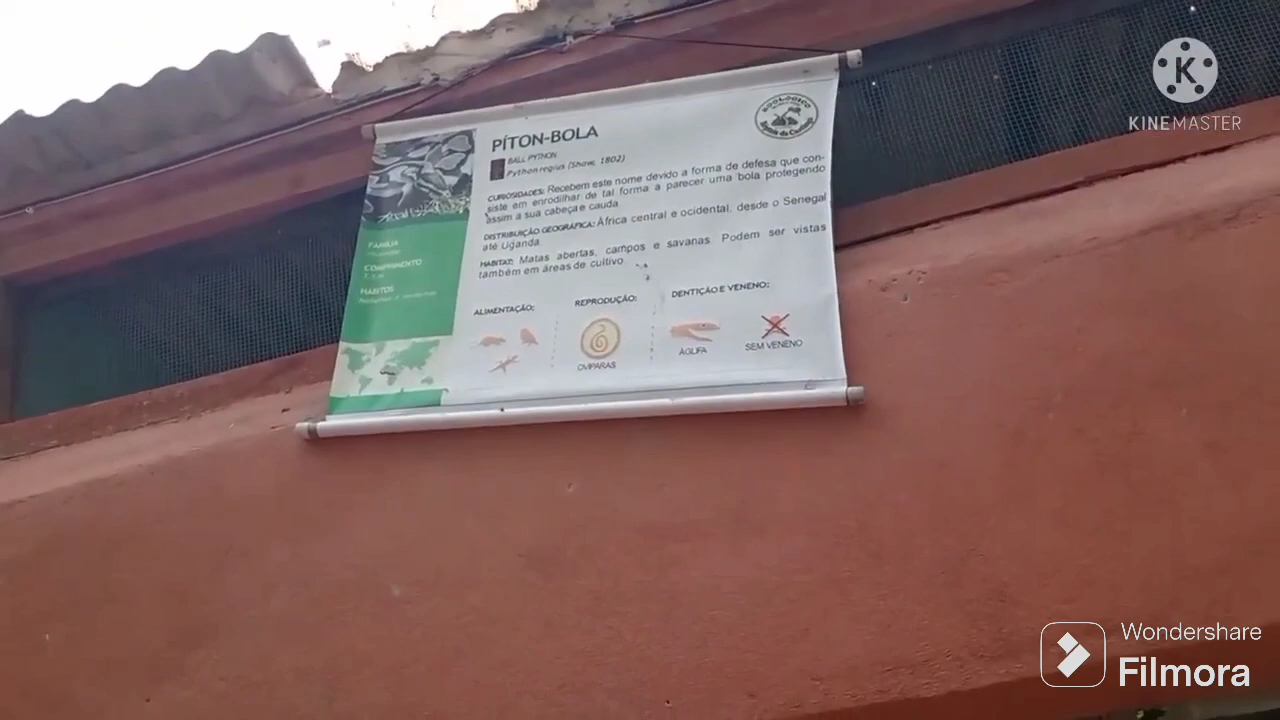 KINEMASTER
PÍTON-BOLA
BALL PYTHON
Python regius (Shaw, 1802)
CURIOSIDADES: Recebem este nome devido a forma de defesa que con-
siste em enrodilhar de tal forma a parecer uma bola protegendo
assim a sua cabeça e cauda.
DISTRIBUIÇÃO GEOGRÁFICA: África central e ocidental, desde o Senegal
até Uganda.
HABITAT: Matas abertas, campos e savanas. Podem ser vistas
também em áreas de cultivo.
FAMÍLIA
COMPRIMENTO
HÁBITOS
ALIMENTAÇÃO:
REPRODUÇÃO:
OVÍPARAS
DENTIÇÃO E VENENO:
ÁGLIFA
SEM VENENO
Wondershare
Filmora